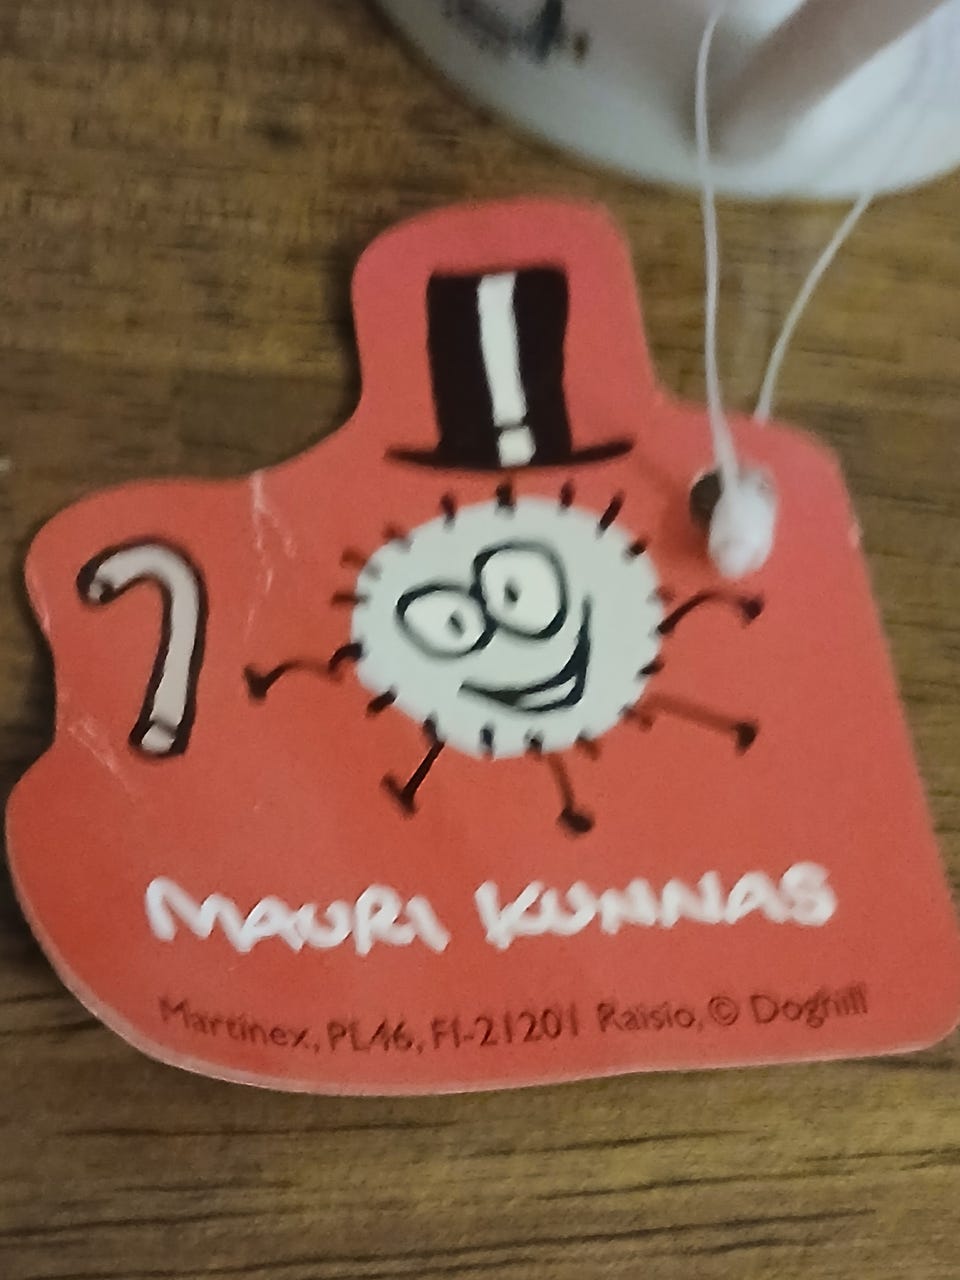 MAURI KUNNAS
Martinex, PL46, FI-21201 Raisio, © Doghill